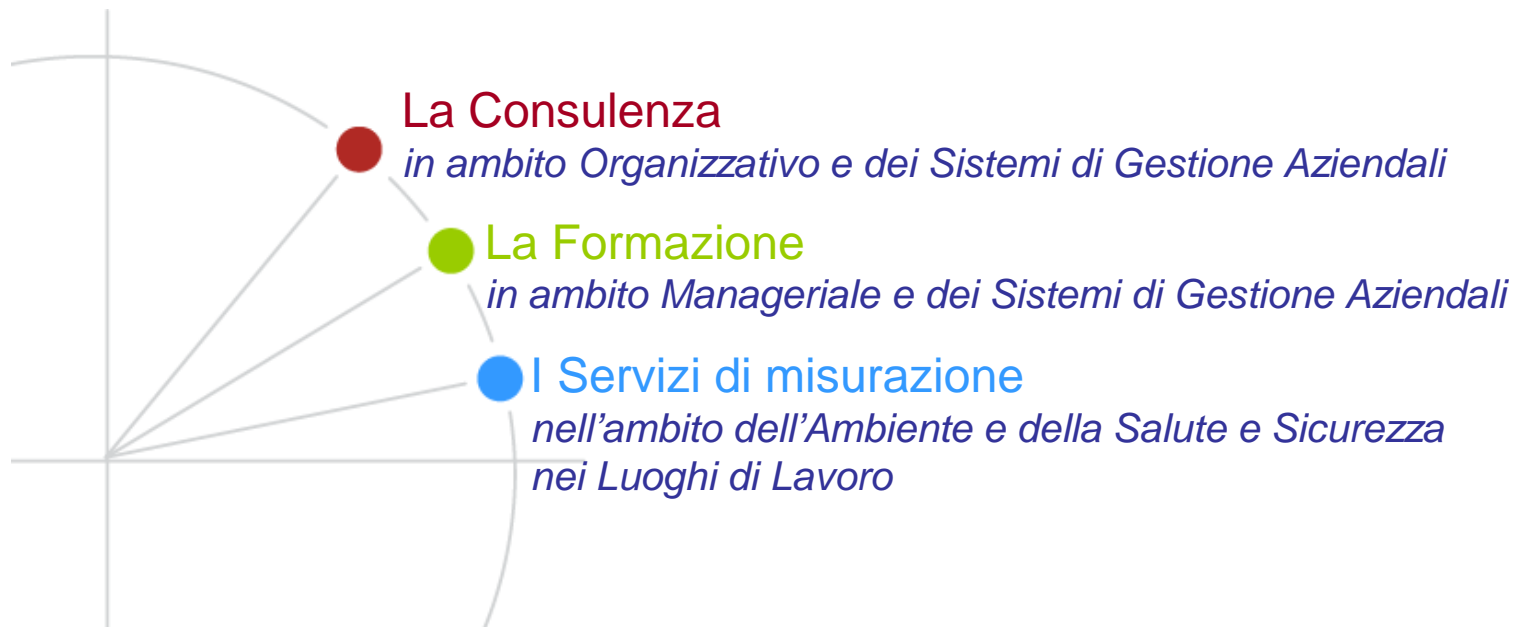 La Consulenza
in ambito Organizzativo e dei Sistemi di Gestione Aziendali
La Formazione
in ambito Manageriale e dei Sistemi di Gestione Aziendali
I Servizi di misurazione
nell’ambito dell’Ambiente e della Salute e Sicurezza
nei Luoghi di Lavoro